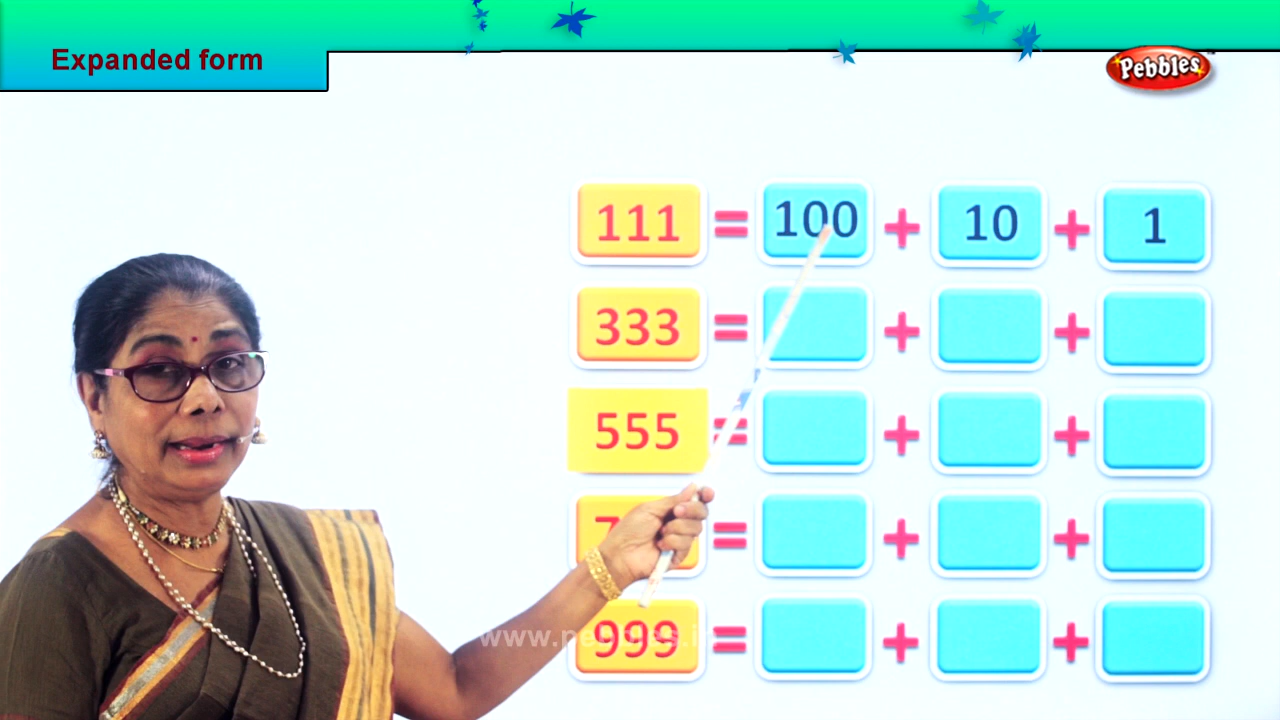 Expanded form
Pebbles
111 = 100 + 10 + 1
333 = + +
555 = + +
= + +
999 = + +